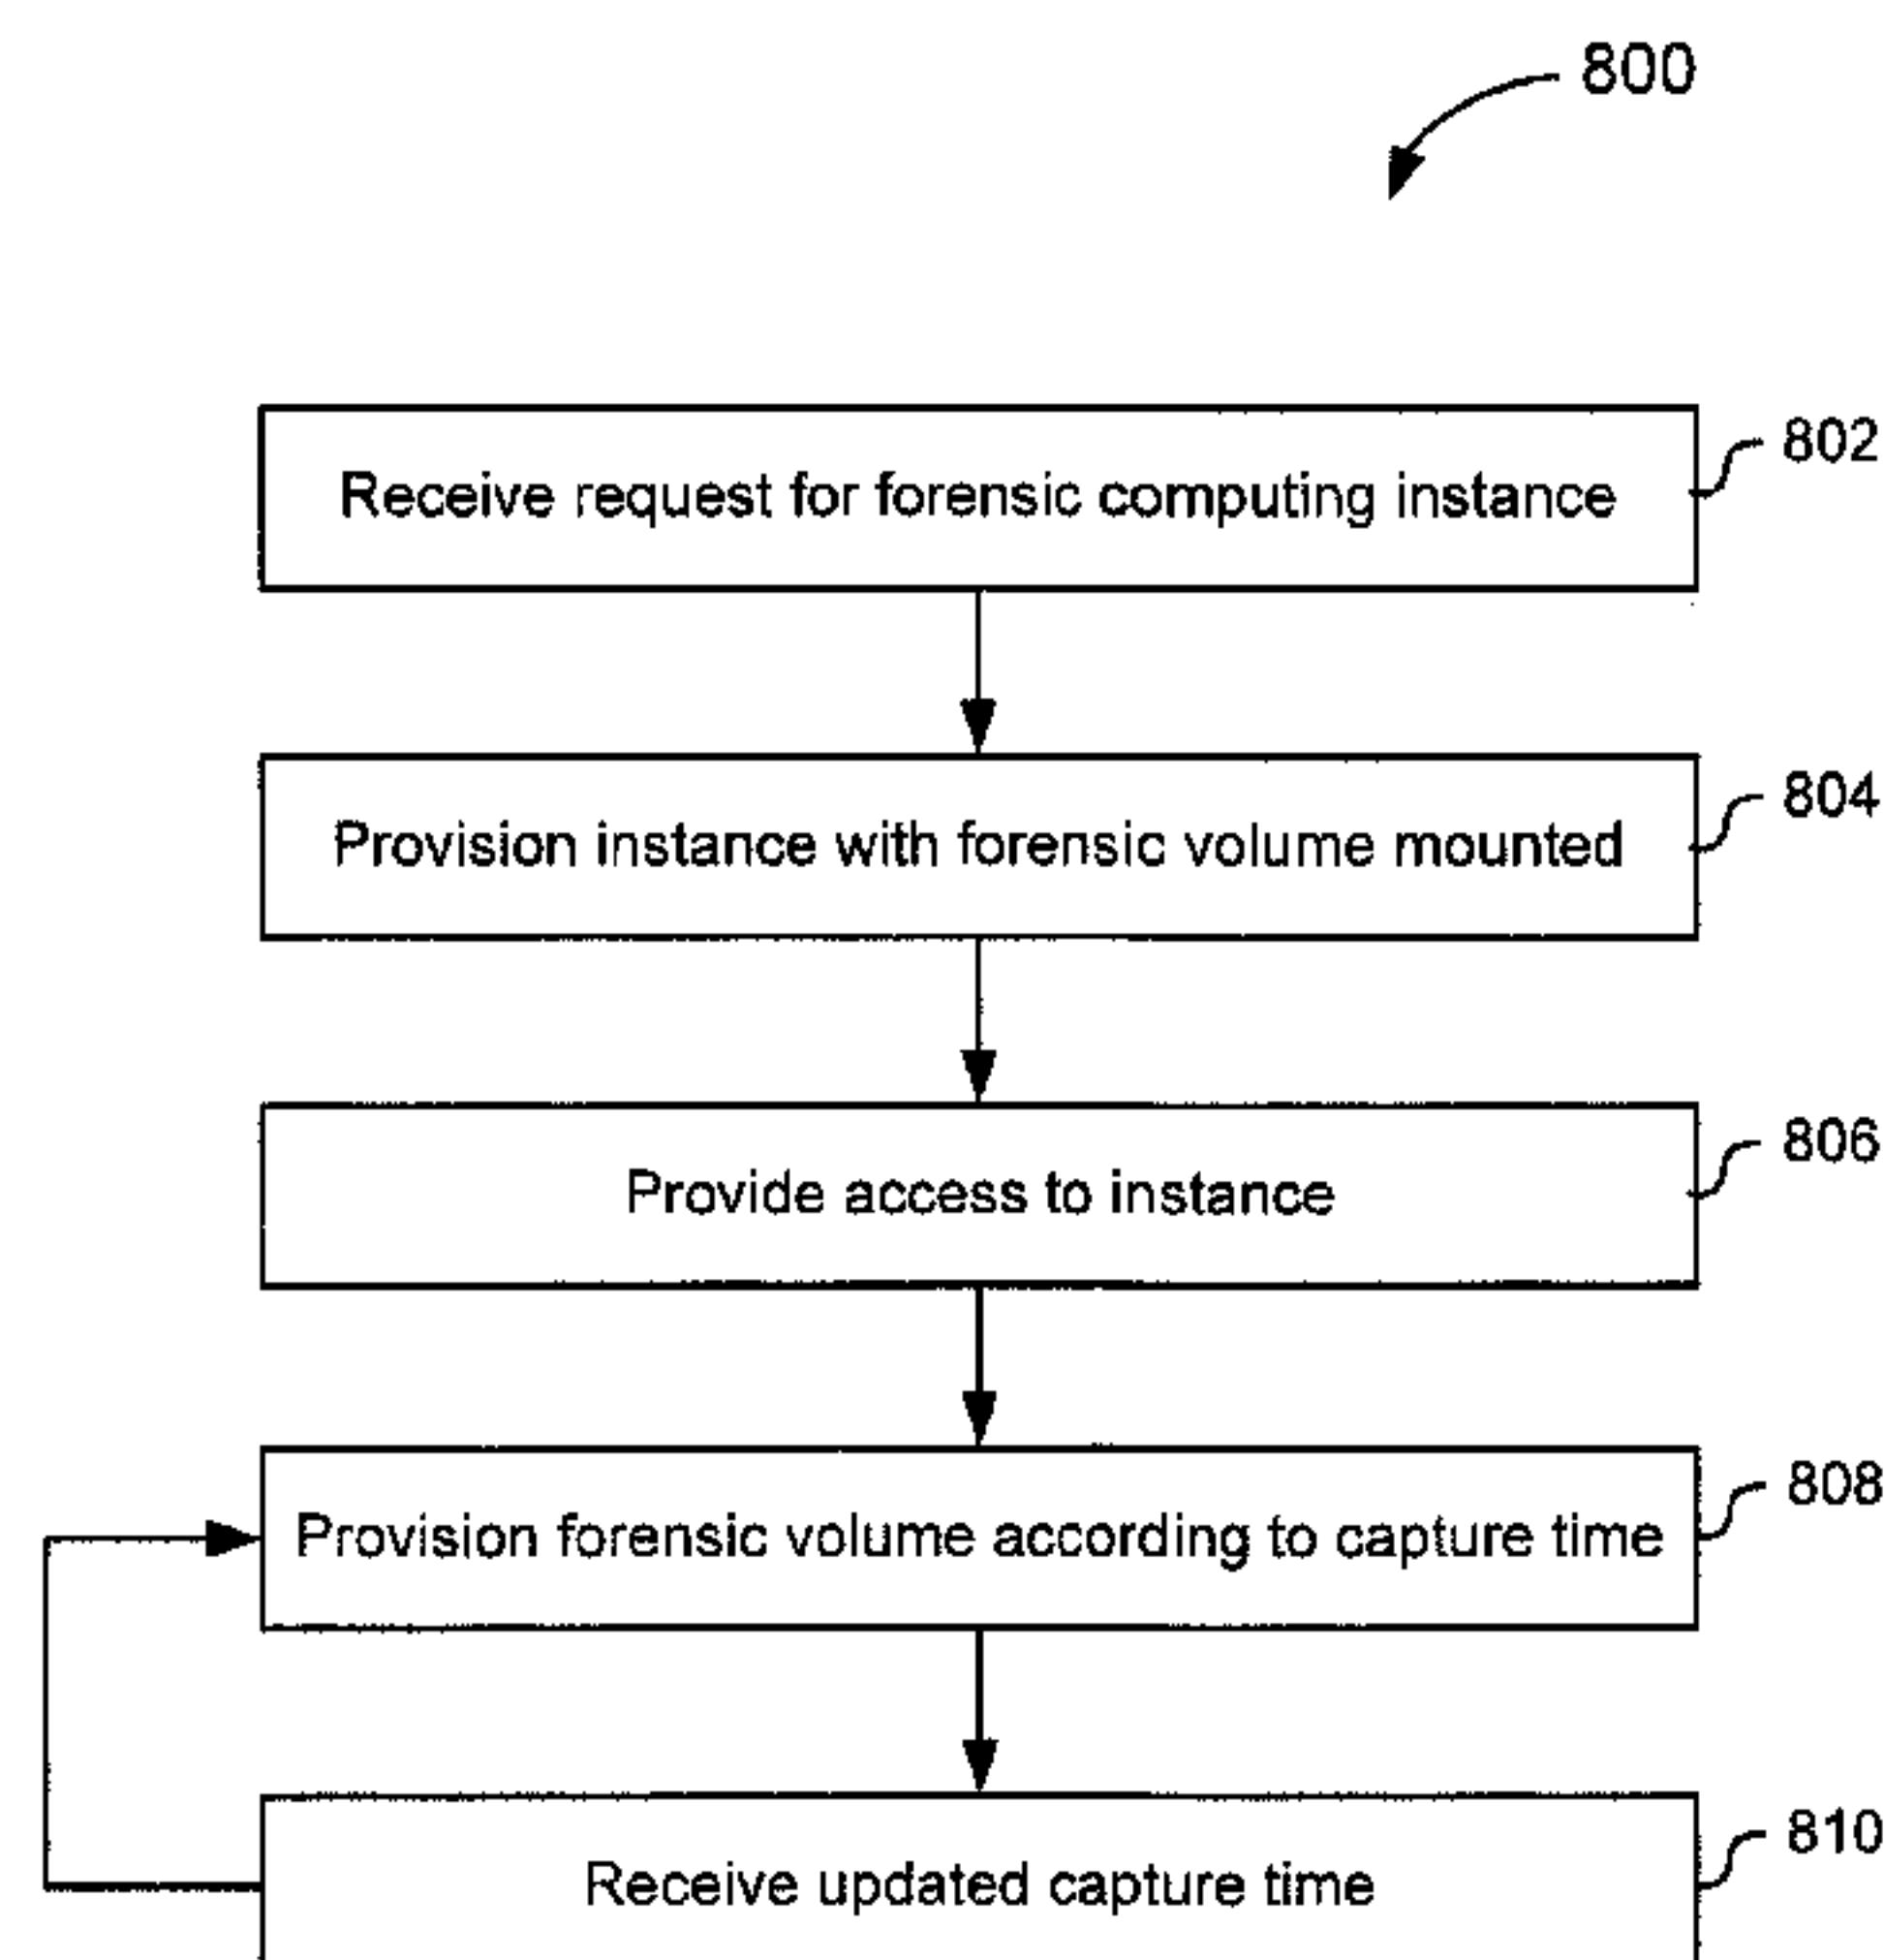 800
Receive request for forensic computing instance
802
Provision instance with forensic volume mounted
804
Provide access to instance
806
Provision forensic volume according to capture time
808
Receive updated capture time
810